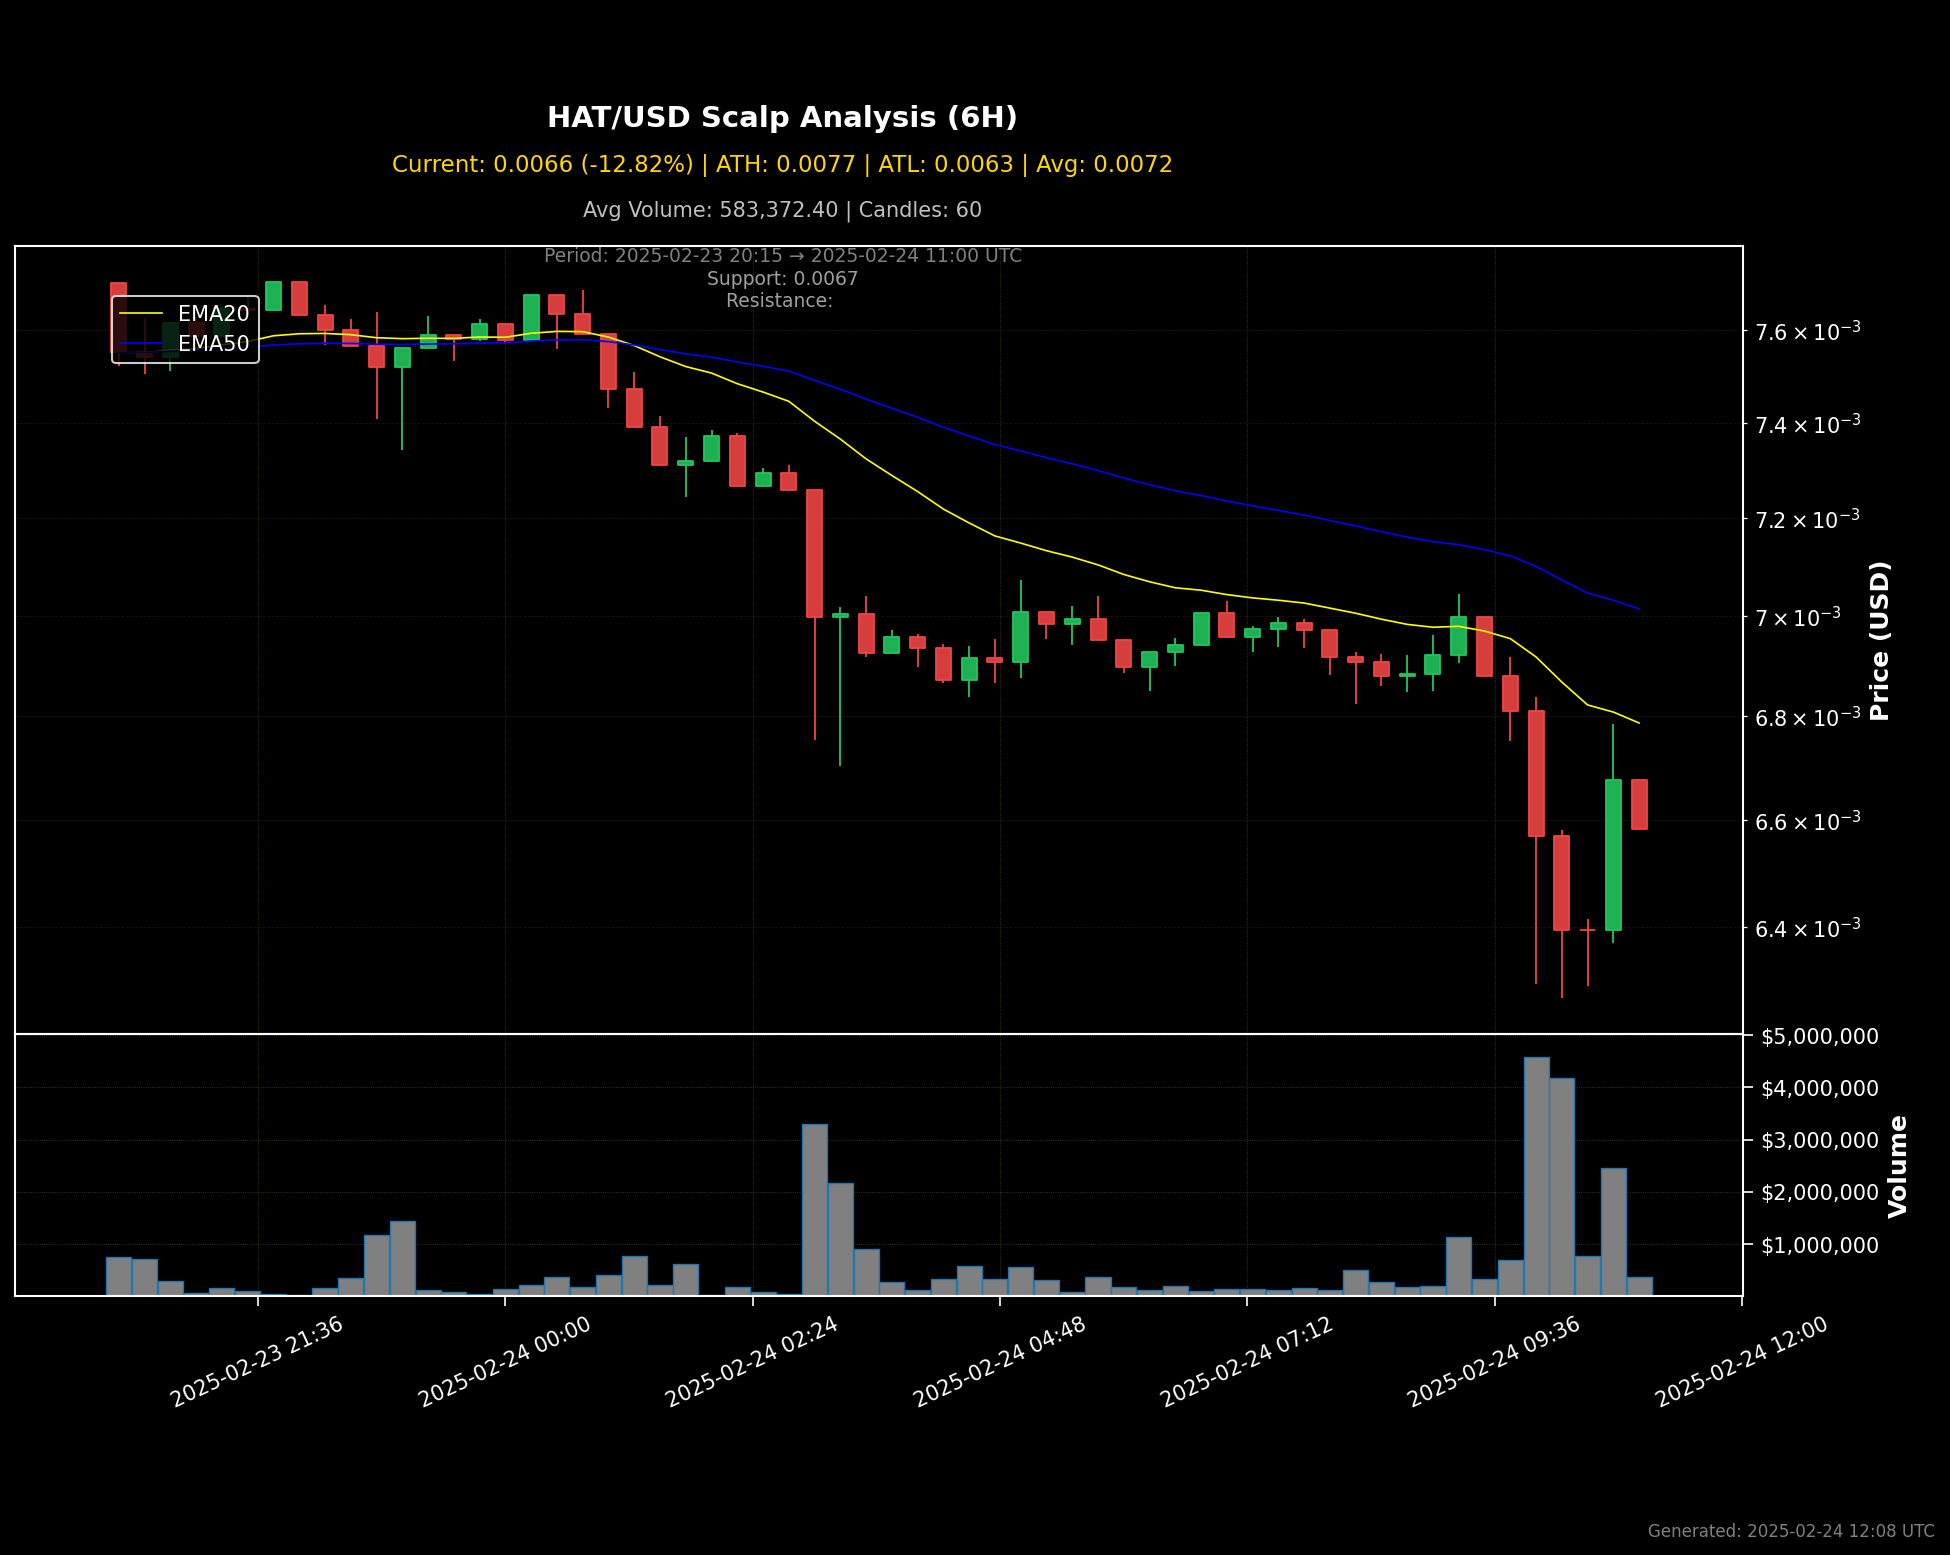 HAT/USD Scalp Analysis (6H)
Current: 0.0066 (-12.82%) | ATH: 0.0077 | ATL: 0.0063 | Avg: 0.0072
Avg Volume: 583,372.40 | Candles: 60
Period: 2025-02-23 20:15 → 2025-02-24 11:00 UTC
Support: 0.0067
Resistance:
EMA20
EMA50
7.6 × 10⁻³
7.4 × 10⁻³
7.2 × 10⁻³
7 × 10⁻³
6.8 × 10⁻³
6.6 × 10⁻³
6.4 × 10⁻³
Price (USD)
$5,000,000
$4,000,000
$3,000,000
$2,000,000
$1,000,000
Volume
2025-02-23 21:36
2025-02-24 00:00
2025-02-24 02:24
2025-02-24 04:48
2025-02-24 07:12
2025-02-24 09:36
2025-02-24 12:00
Generated: 2025-02-24 12:08 UTC